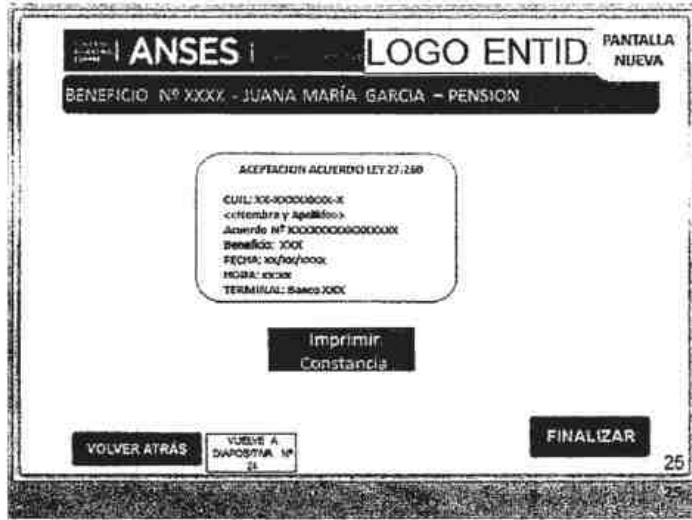 ANSES
LOGO ENTID
PANTALLA
NUEVA
BENEFICIO Nº XXXX - JUANA MARÍA GARCIA – PENSION
ACEPTACION ACUERDO LEY 27.260
CUIL: XX-XXXXXXXX-X
<<Nombre y Apellido>>
Acuerdo Nº XXXXXXXXXXXXXXXX
Beneficio: XXX
FECHA: xx/xx/xxxx
HORA: xx:xx
TERMINAL: Banco XXX
Imprimir
Constancia
VOLVER ATRÁS
VUELVE A
DIAPOSITIVA Nº
24
FINALIZAR
25